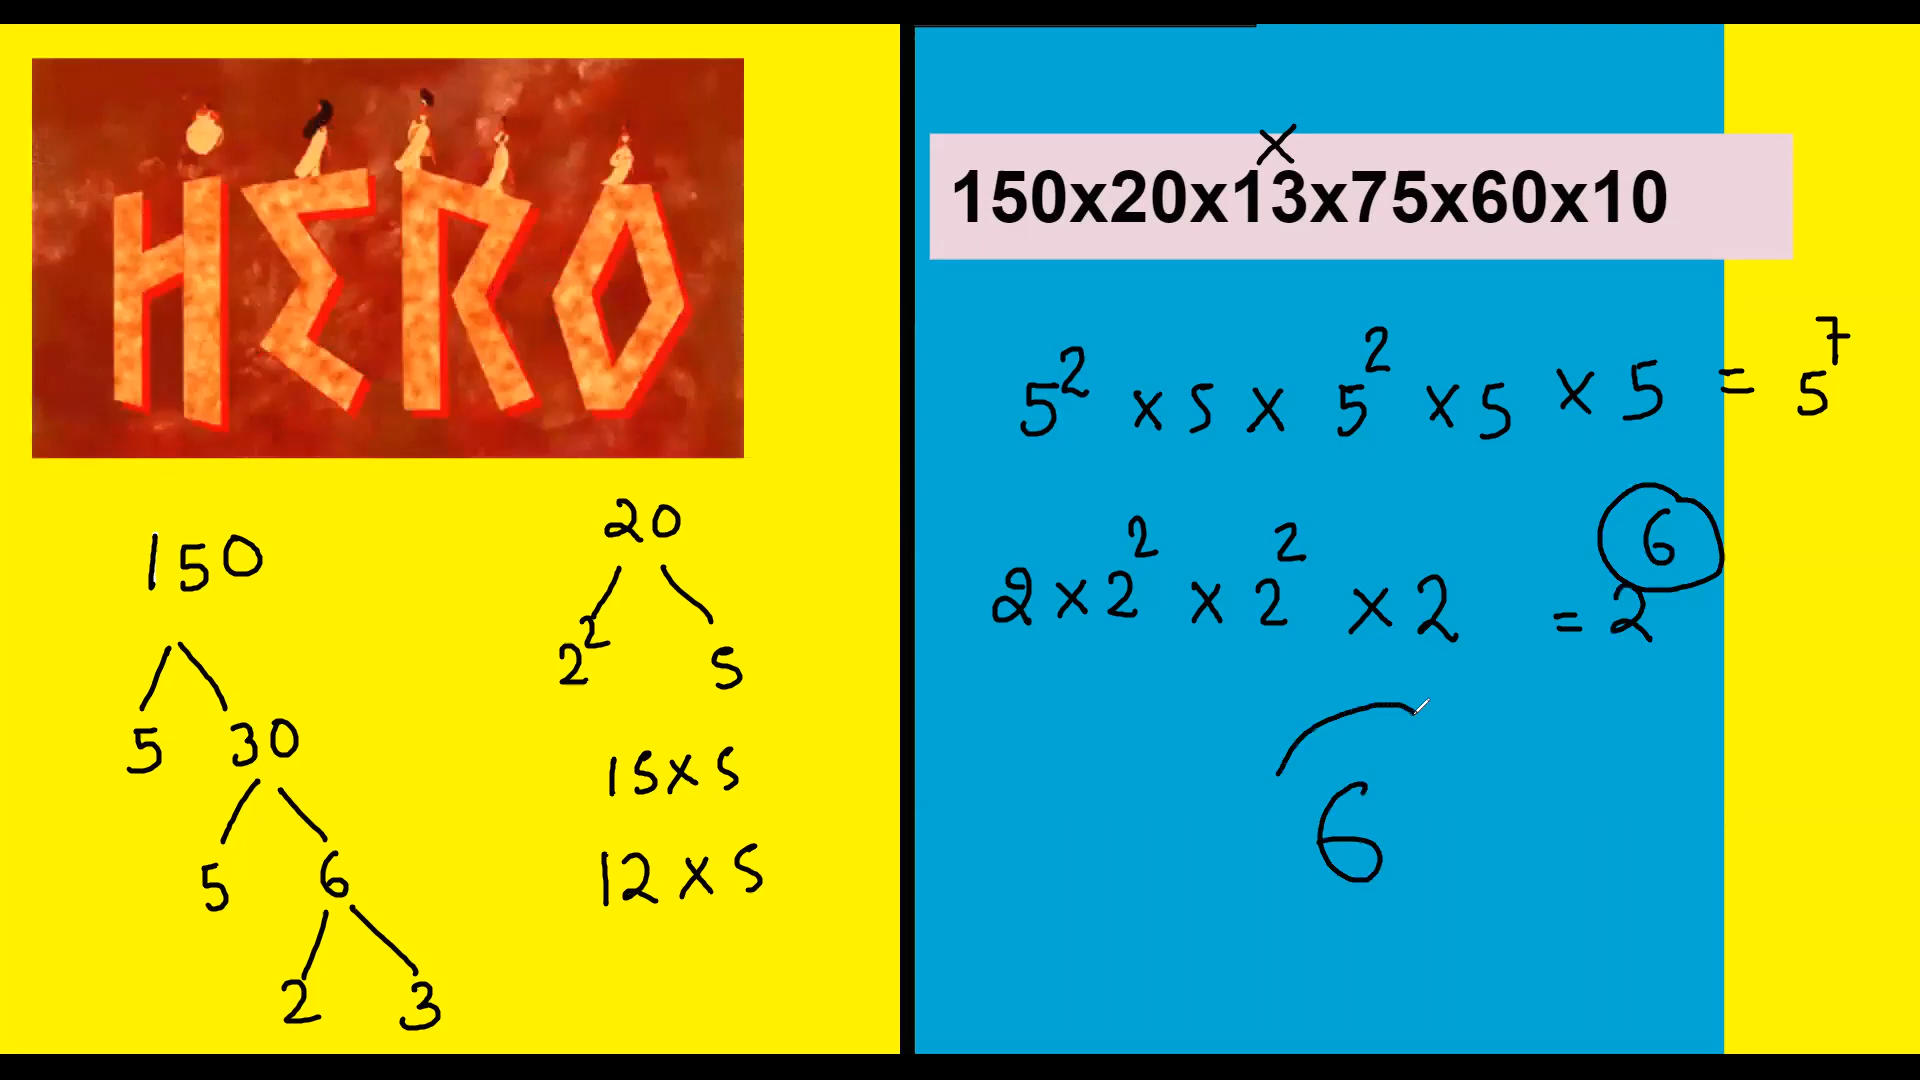 HERO
150x20x13x75x60x10
×
5² × 5 × 5² × 5 × 5 = 5⁷
2 × 2² × 2² × 2 = 2⁶
6
150
5 30
5 6
2 3
20
2² 5
15 × 5
12 × 5